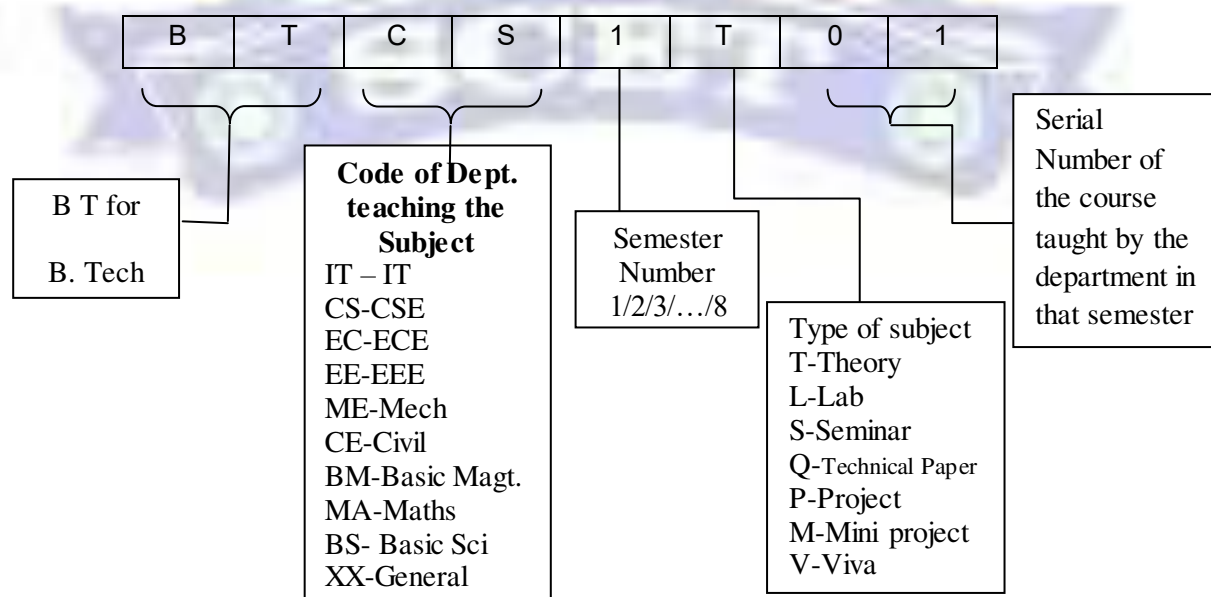 B T C S 1 T 0 1
B T for
B. Tech
Code of Dept.
teaching the
Subject
IT – IT
CS-CSE
EC-ECE
EE-EEE
ME-Mech
CE-Civil
BM-Basic Magt.
MA-Maths
BS- Basic Sci
XX-General
Semester
Number
1/2/3/…/8
Type of subject
T-Theory
L-Lab
S-Seminar
Q-Technical Paper
P-Project
M-Mini project
V-Viva
Serial
Number of
the course
taught by the
department in
that semester